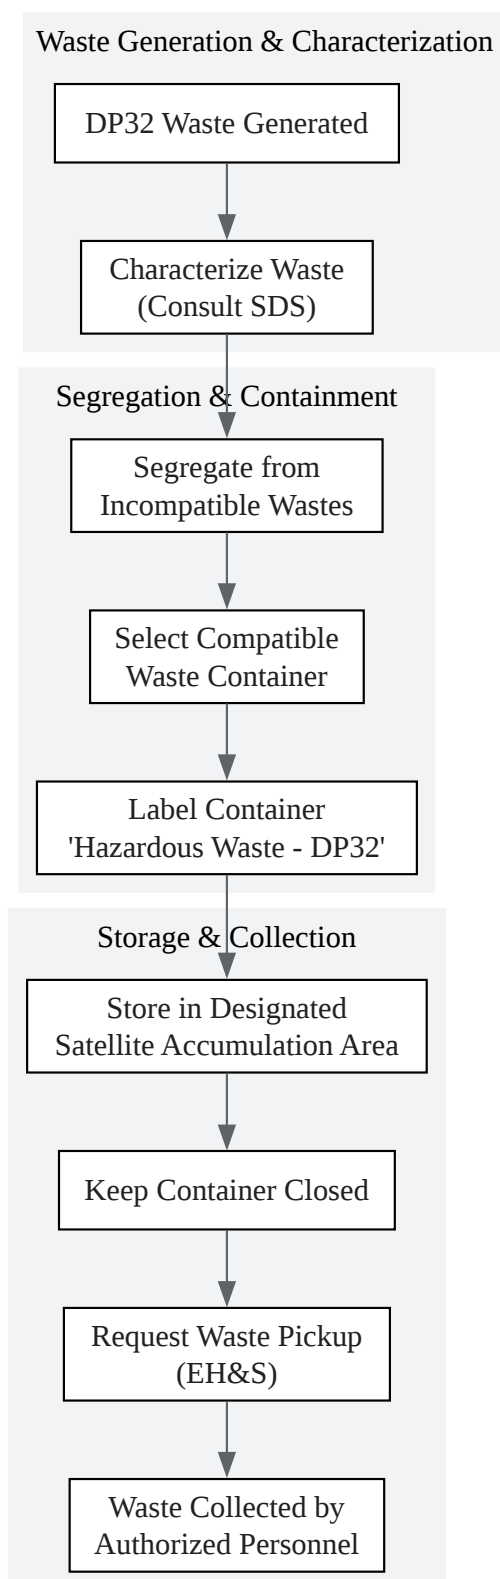 Waste Generation & Characterization
DP32 Waste Generated
Characterize Waste
(Consult SDS)
Segregation & Containment
Segregate from
Incompatible Wastes
Select Compatible
Waste Container
Label Container
'Hazardous Waste - DP32'
Storage & Collection
Store in Designated
Satellite Accumulation Area
Keep Container Closed
Request Waste Pickup
(EH&S)
Waste Collected by
Authorized Personnel